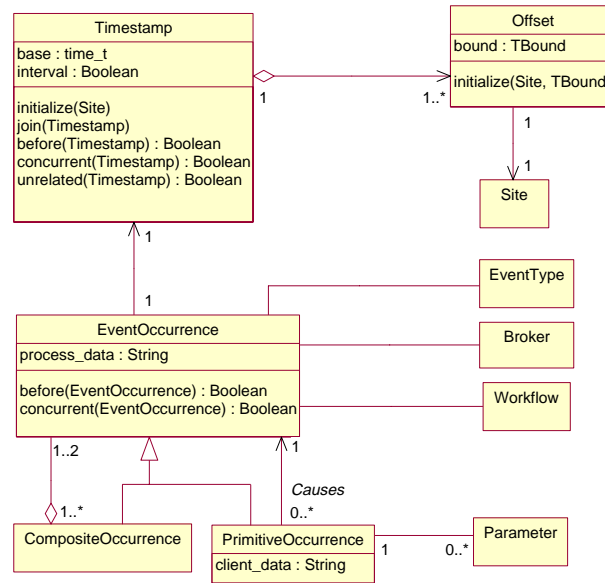 Timestamp
base : time_t
interval : Boolean
initialize(Site)
join(Timestamp)
before(Timestamp) : Boolean
concurrent(Timestamp) : Boolean
unrelated(Timestamp) : Boolean
1
1..*
Offset
bound : TBound
initialize(Site, TBound
1
1
Site
1
1
EventOccurrence
process_data : String
before(EventOccurrence) : Boolean
concurrent(EventOccurrence) : Boolean
EventType
Broker
Workflow
1..2
1
Causes
1..*
0..*
CompositeOccurrence
PrimitiveOccurrence
client_data : String
1
0..*
Parameter